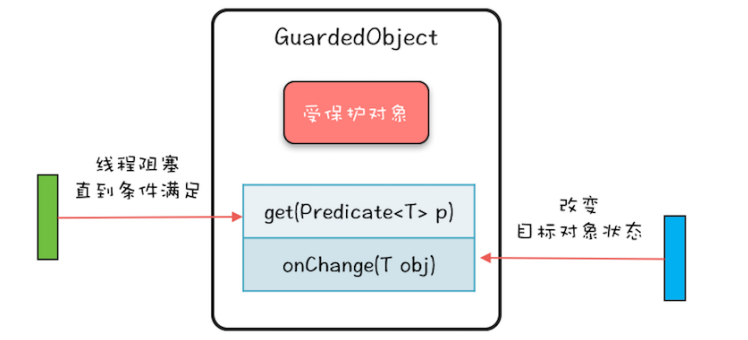 GuardedObject
受保护对象
线程阻塞
直到条件满足
get(Predicate<T> p)
改变
目标对象状态
onChange(T obj)